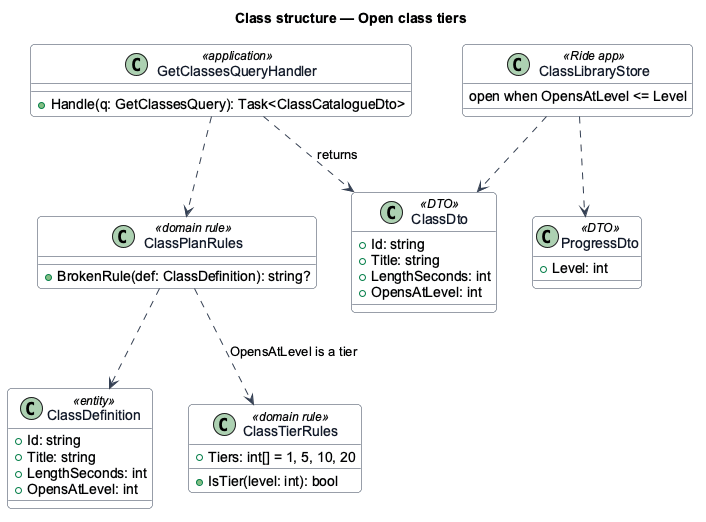 Class structure — Open class tiers
«application»
C
GetClassesQueryHandler
Handle(q: GetClassesQuery): Task<ClassCatalogueDto>
«Ride app»
C
ClassLibraryStore
open when OpensAtLevel <= Level
returns
«domain rule»
C
ClassPlanRules
BrokenRule(def: ClassDefinition): string?
«DTO»
C
ClassDto
Id: string
Title: string
LengthSeconds: int
OpensAtLevel: int
«DTO»
C
ProgressDto
Level: int
OpensAtLevel is a tier
«entity»
C
ClassDefinition
Id: string
Title: string
LengthSeconds: int
OpensAtLevel: int
«domain rule»
C
ClassTierRules
Tiers: int[] = 1, 5, 10, 20
IsTier(level: int): bool